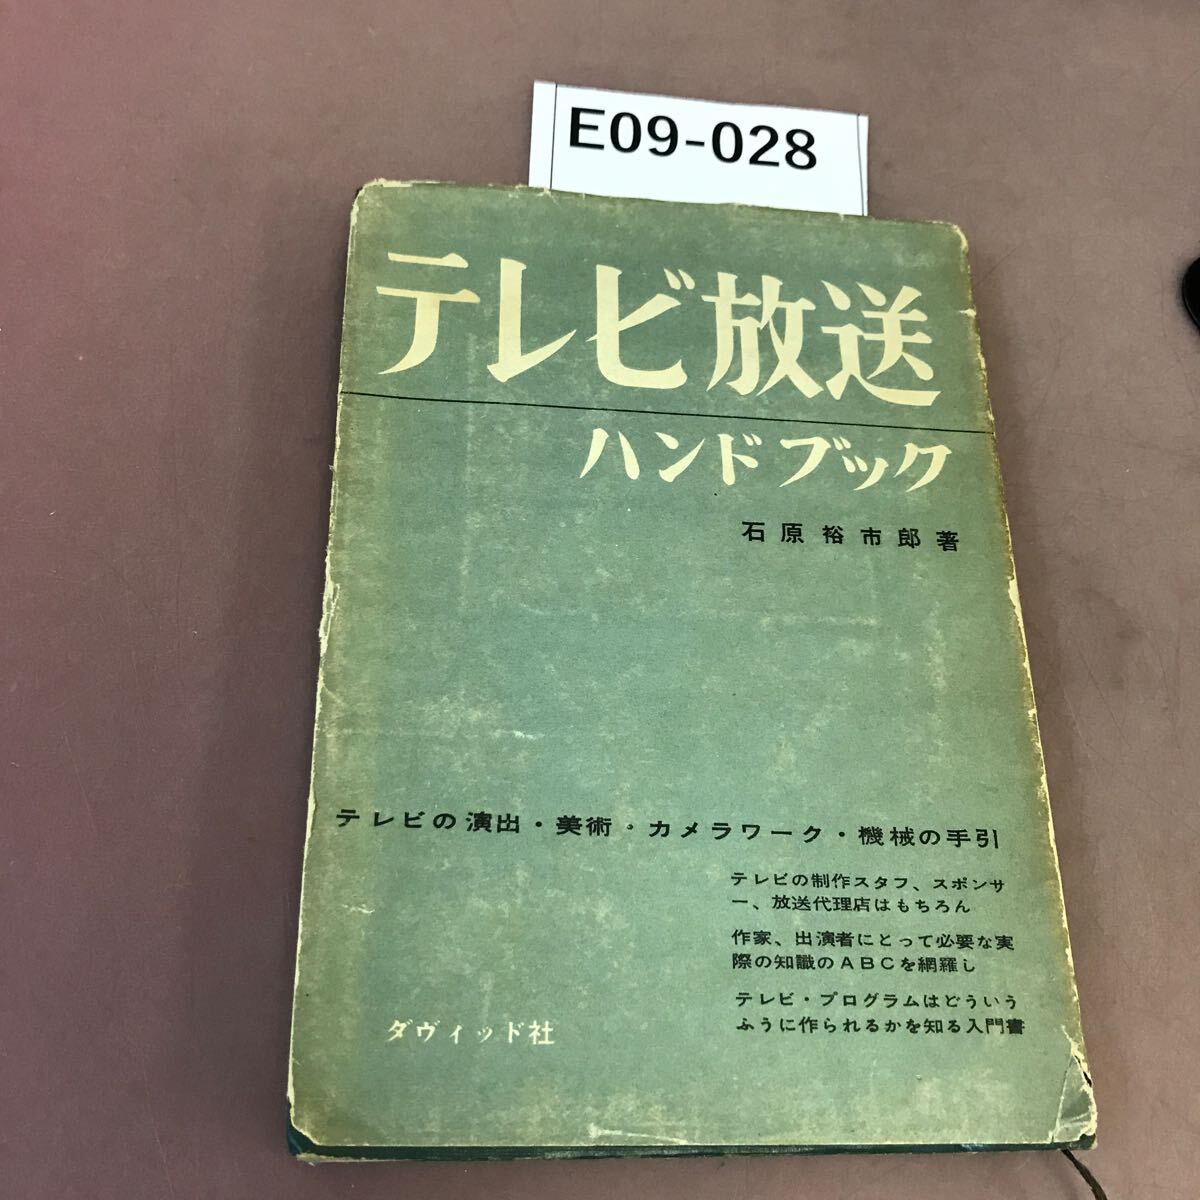 E09-028
テレビ放送
ハンドブック
石原裕市郎著
テレビの演出・美術・カメラワーク・機械の手引
テレビの制作スタフ、スポンサ
ー、放送代理店はもちろん
作家、出演者にとって必要な実
際の知識のABCを網羅し
テレビ・プログラムはどういう
ふうに作られるかを知る入門書
ダヴィッド社